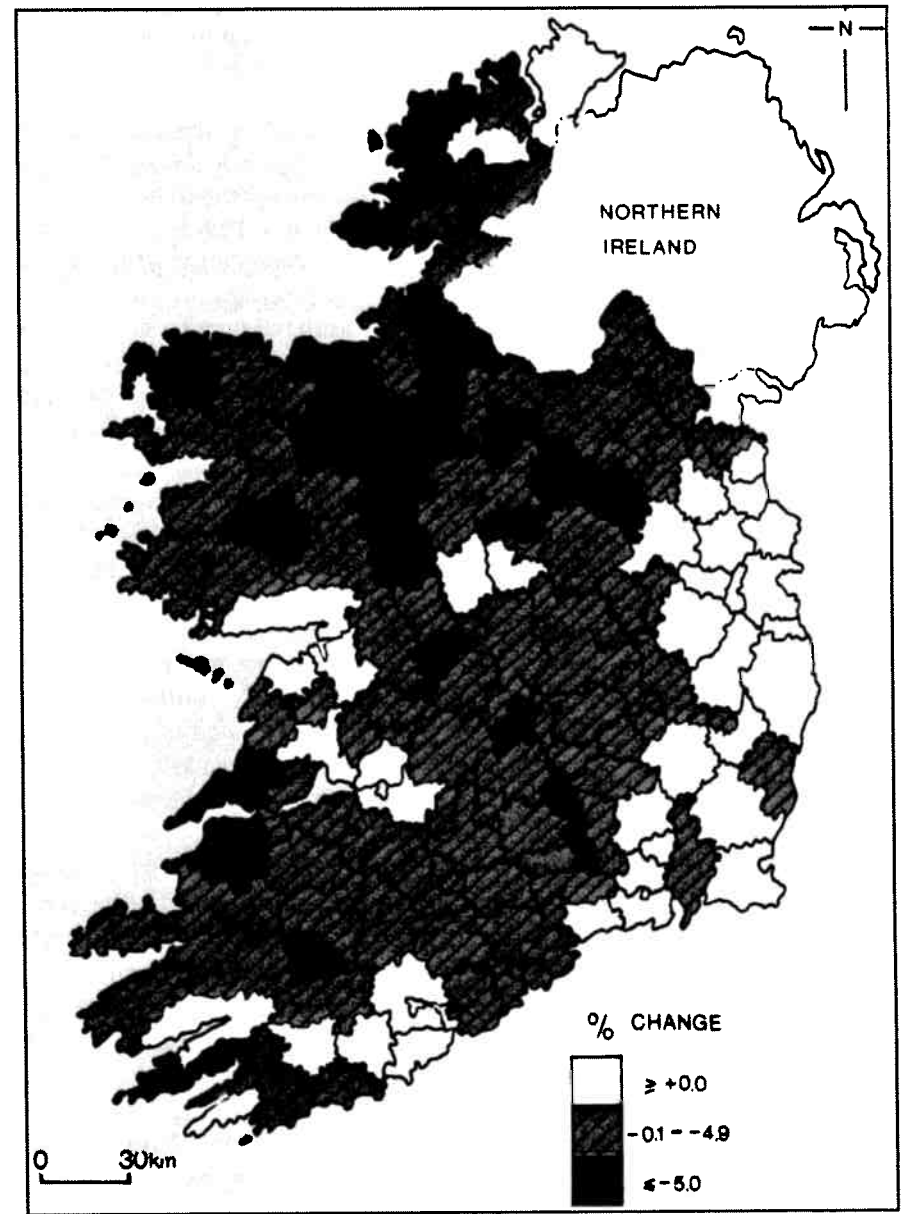 N
NORTHERN
IRELAND
% CHANGE
≥ +0.0
-0.1 - -4.9
≤ -5.0
0 30km